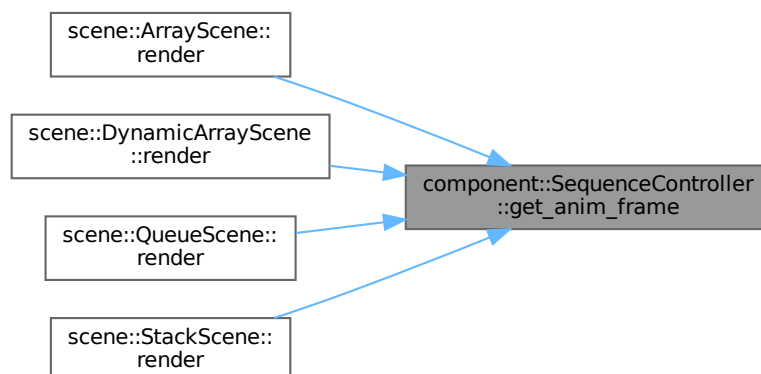 scene::ArrayScene::
render
scene::DynamicArrayScene
::render
component::SequenceController
::get_anim_frame
scene::QueueScene::
render
scene::StackScene::
render